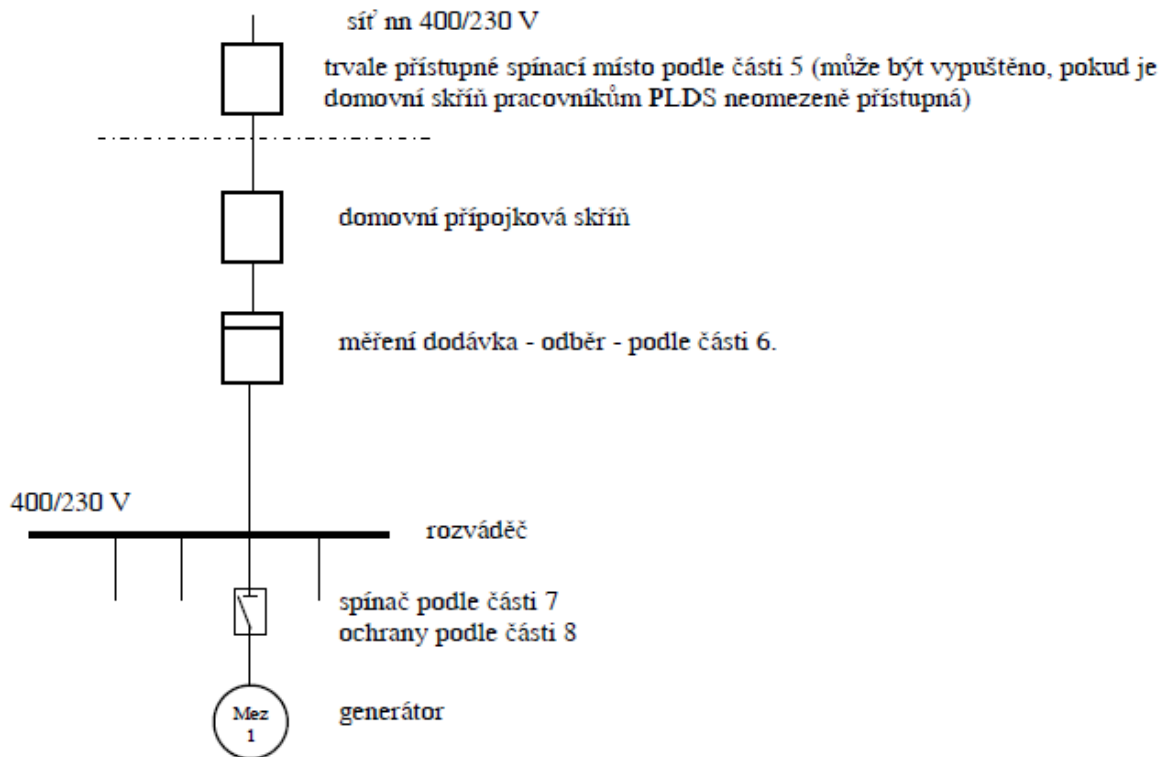 síť nn 400/230 V
trvale přístupné spínací místo podle části 5 (může být vypuštěno, pokud je
domovní skříň pracovníkům PLDS neomezeně přístupná)
domovní přípojková skříň
měření dodávka - odběr - podle části 6.
400/230 V
rozváděč
spínač podle části 7
ochrany podle části 8
Mez
1
generátor